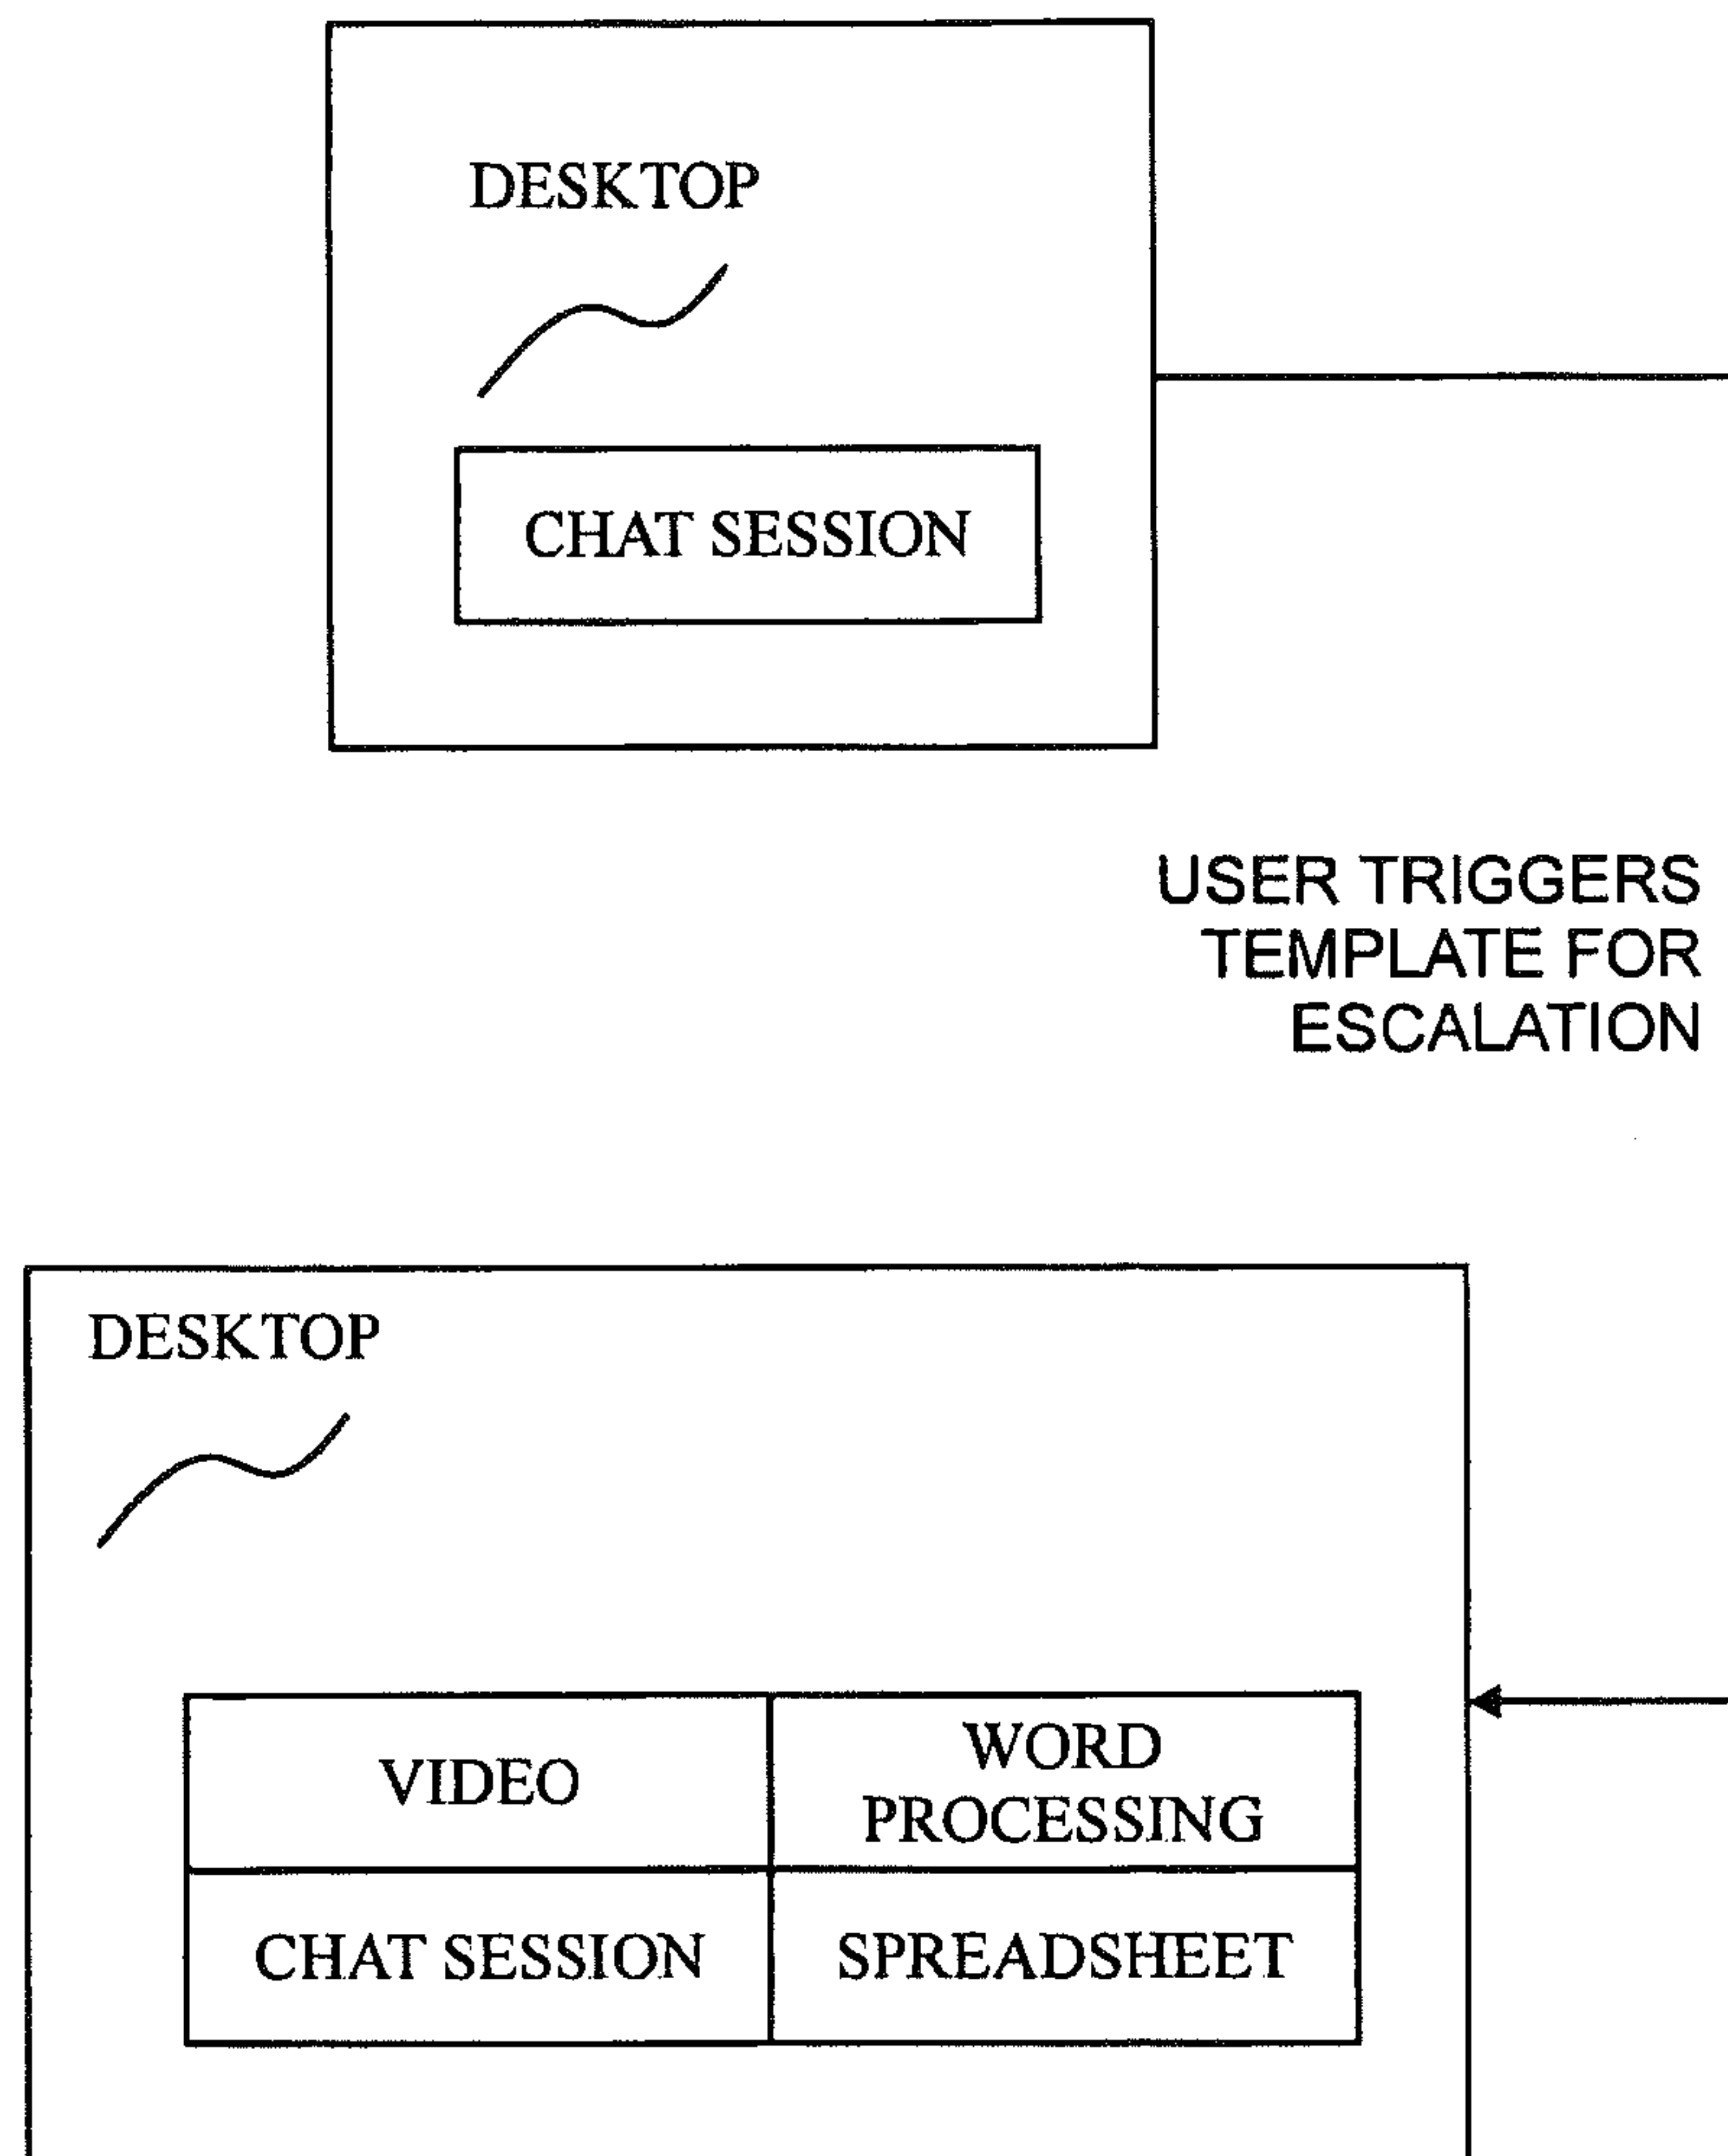 DESKTOP
CHAT SESSION
USER TRIGGERS
TEMPLATE FOR
ESCALATION
DESKTOP
VIDEO
WORD
PROCESSING
CHAT SESSION
SPREADSHEET